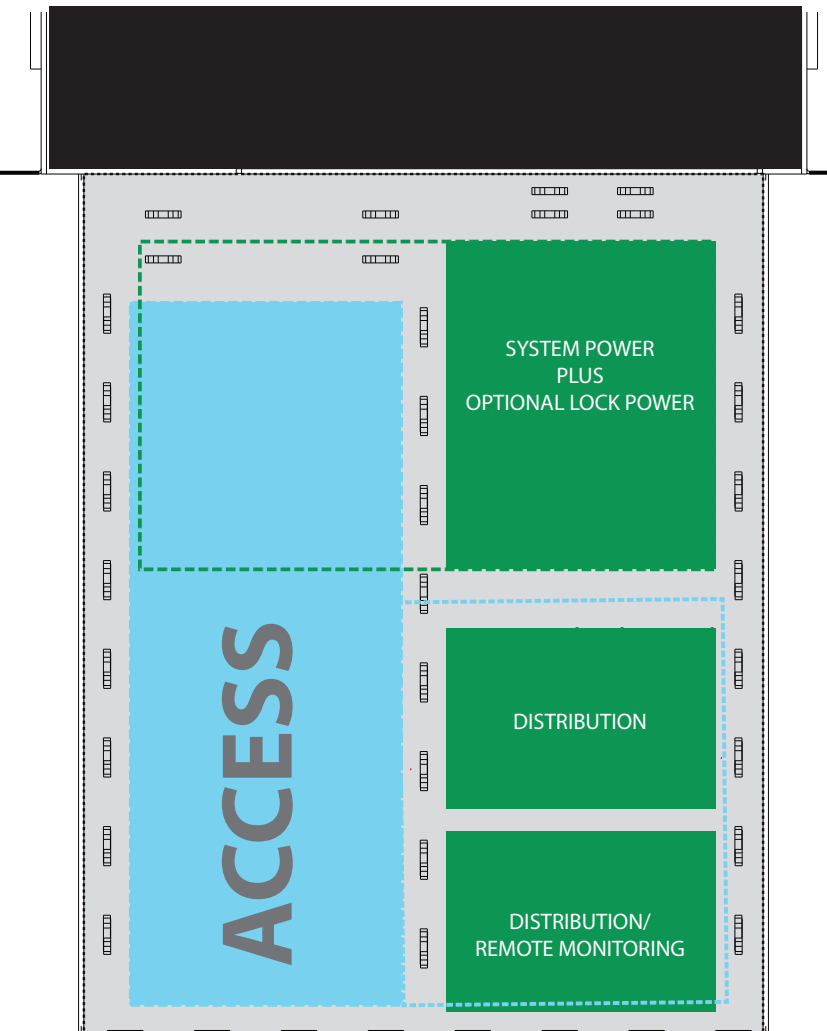 SYSTEM POWER
PLUS
OPTIONAL LOCK POWER
ACCESS
DISTRIBUTION
DISTRIBUTION/
REMOTE MONITORING